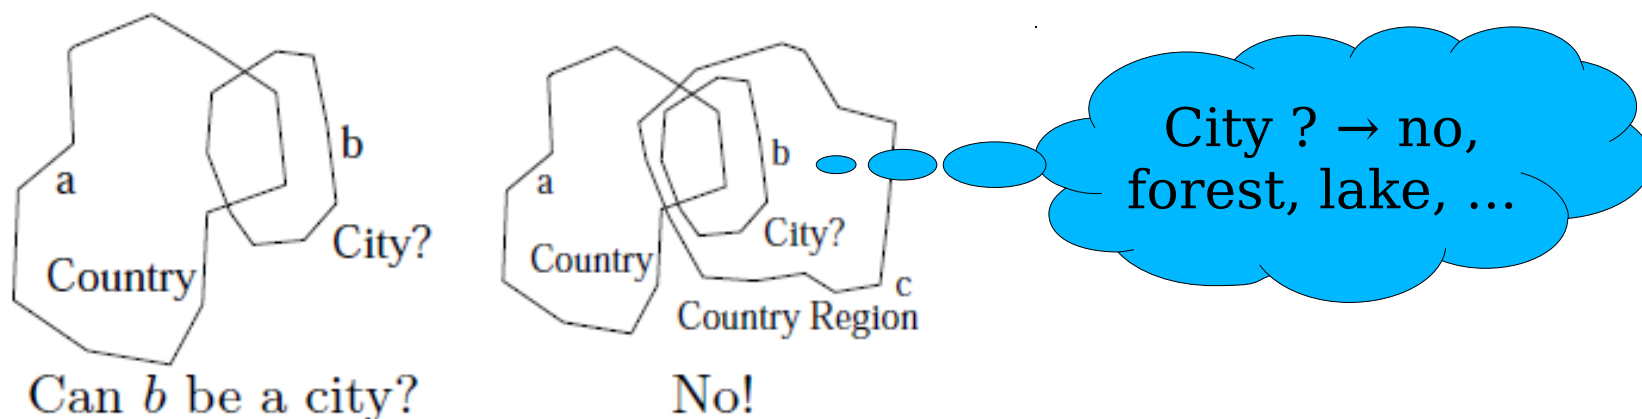 a
b
Country
City?
Can b be a city?
a
b
Country
City?
c
Country Region
No!
City ? → no,
forest, lake, ...